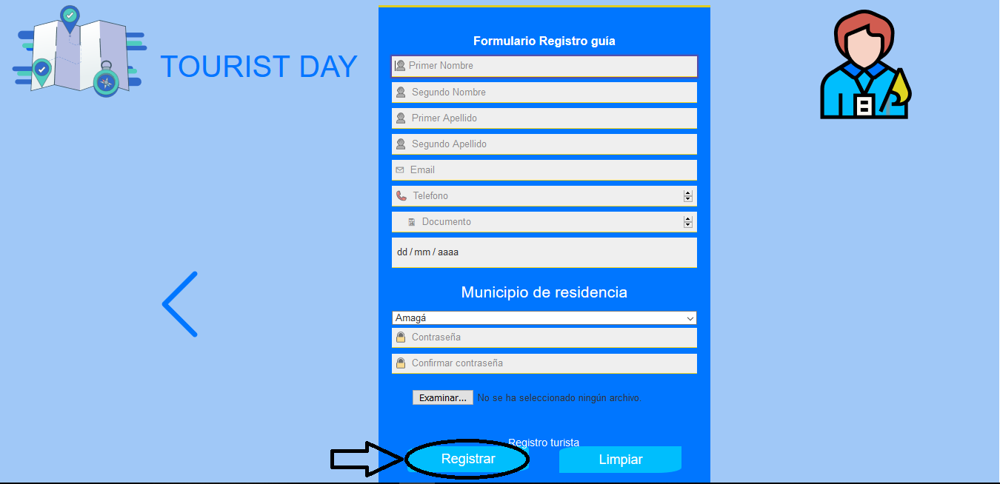 TOURIST DAY
Formulario Registro guía
Primer Nombre
Segundo Nombre
Primer Apellido
Segundo Apellido
Email
Telefono
Documento
dd / mm / aaaa
Municipio de residencia
Amagá
Contraseña
Confirmar contraseña
Examinar... No se ha seleccionado ningún archivo.
Registro turista
Registrar Limpiar